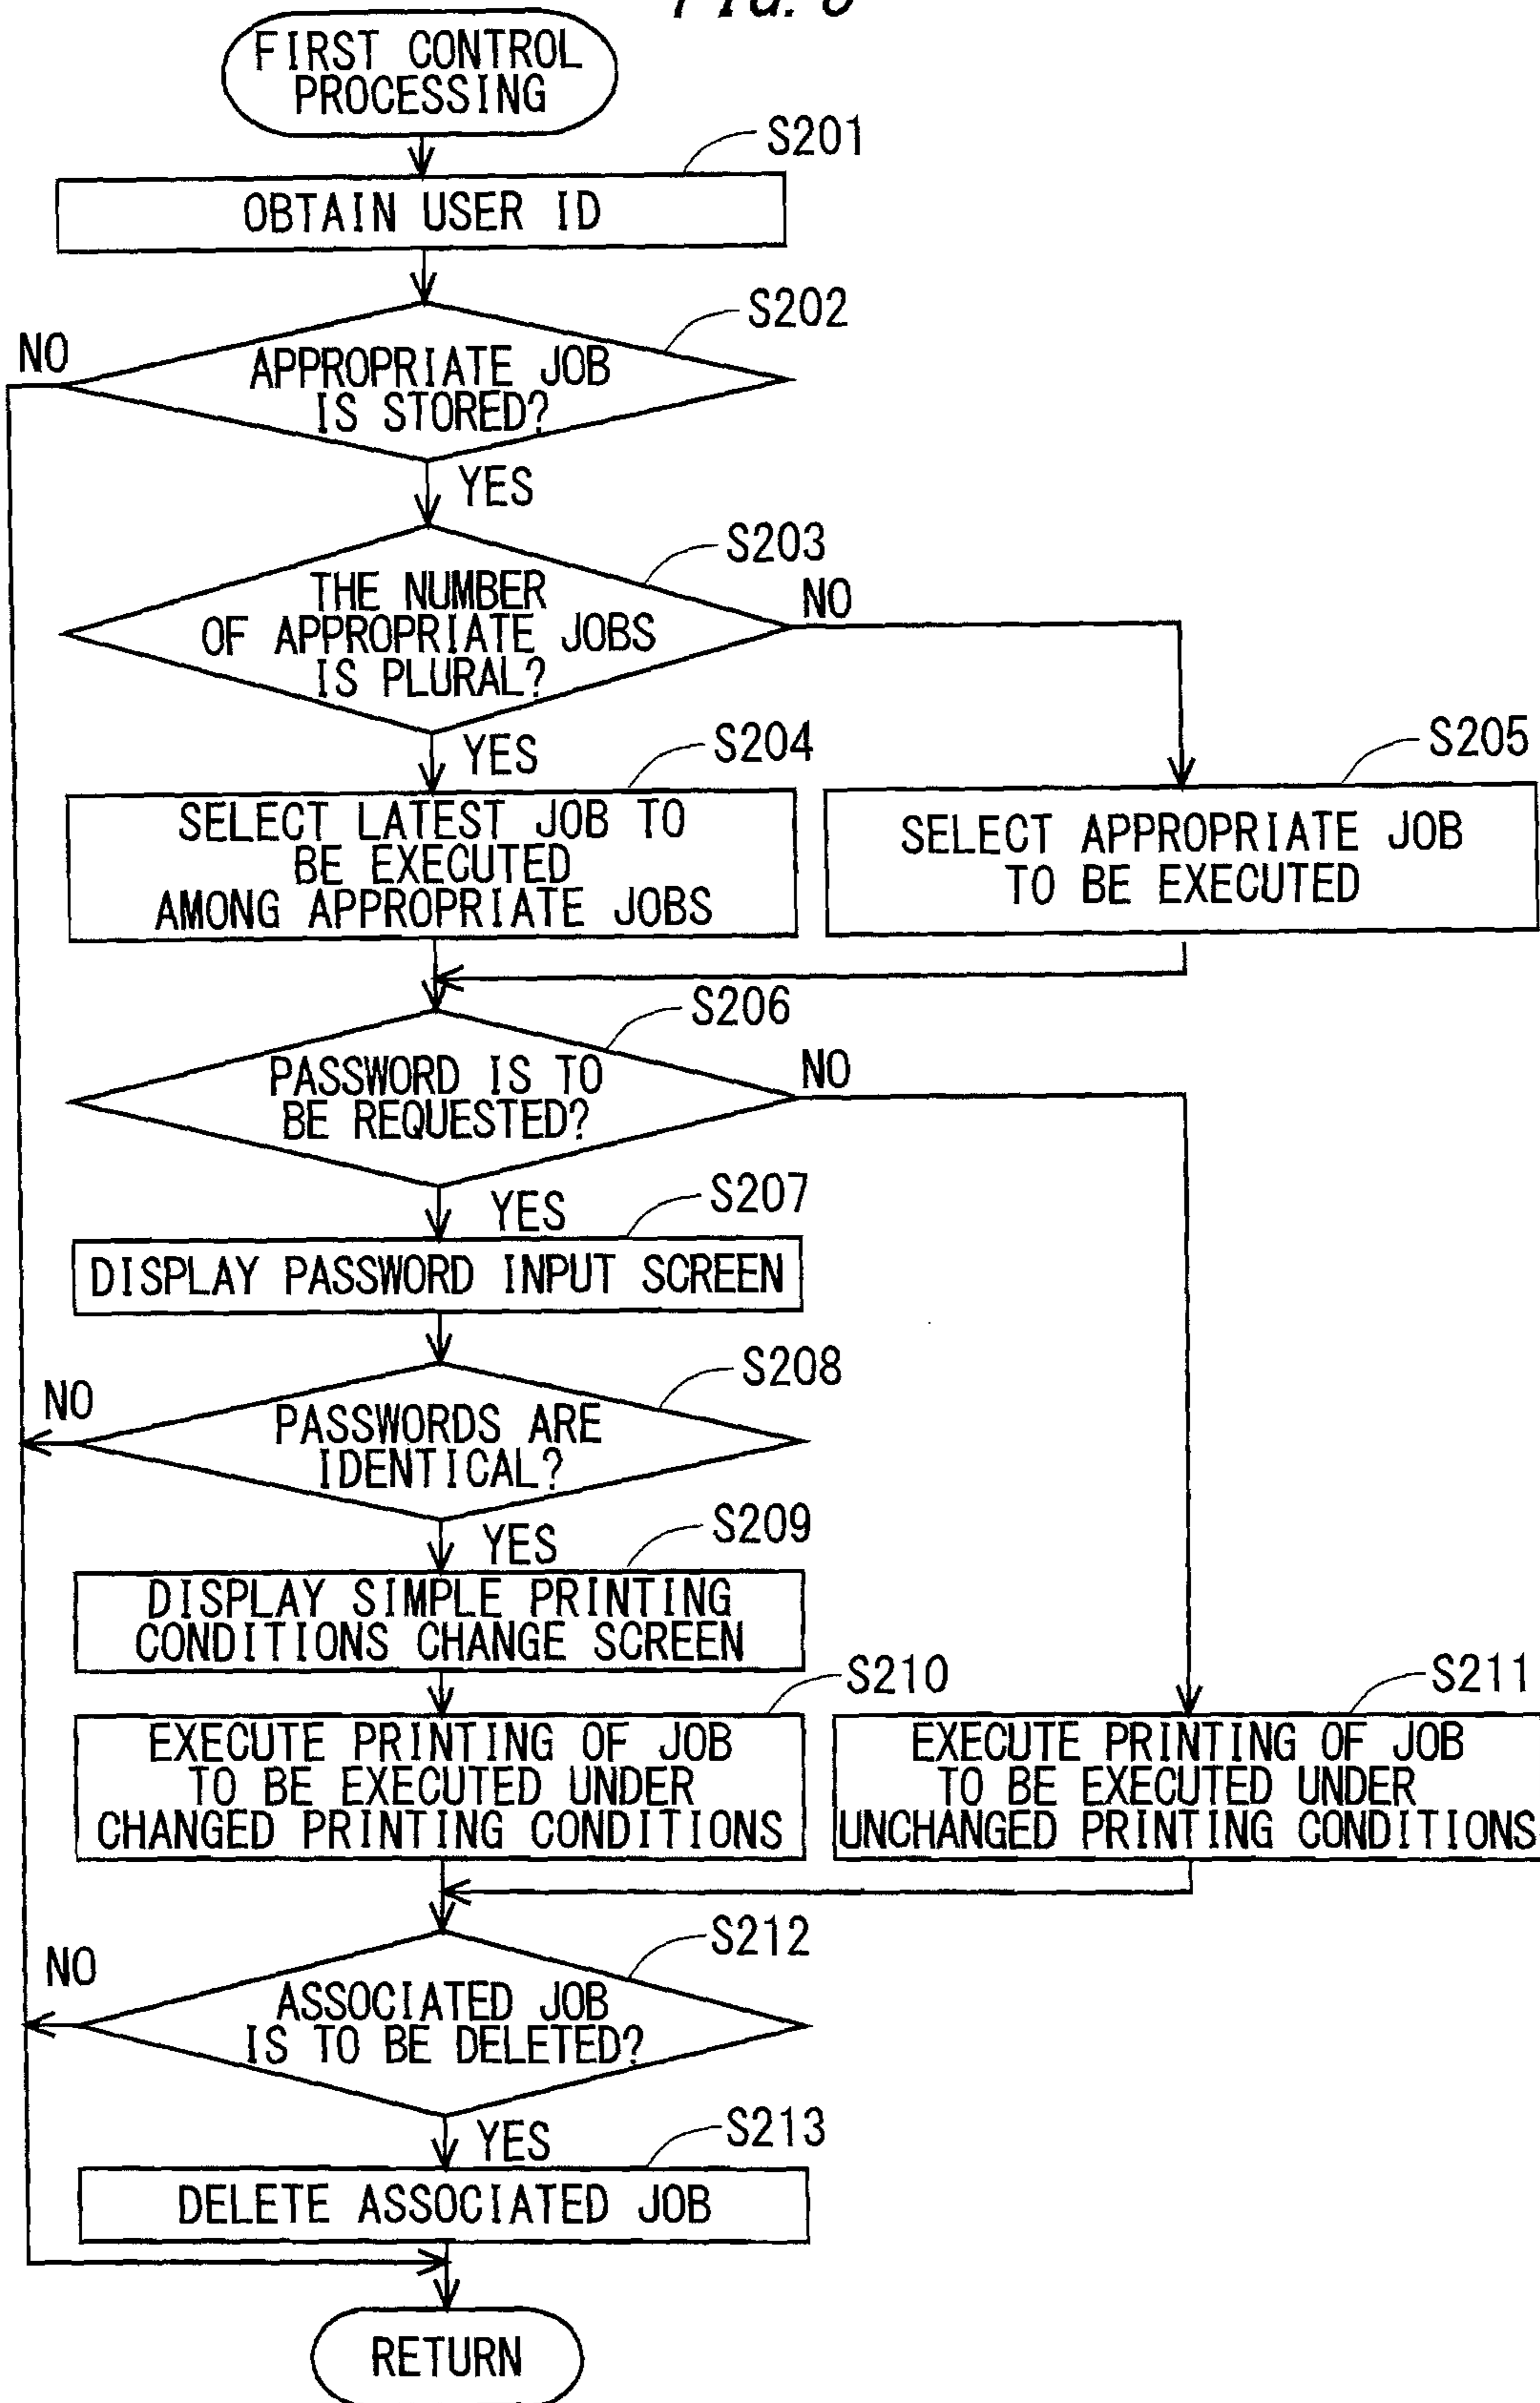 FIRST CONTROL
PROCESSING
S201
OBTAIN USER ID
S202
NO
APPROPRIATE JOB
IS STORED?
YES
S203
THE NUMBER
OF APPROPRIATE JOBS
IS PLURAL?
NO
YES
S204
S205
SELECT LATEST JOB TO
BE EXECUTED
AMONG APPROPRIATE JOBS
SELECT APPROPRIATE JOB
TO BE EXECUTED
S206
PASSWORD IS TO
BE REQUESTED?
NO
YES
S207
DISPLAY PASSWORD INPUT SCREEN
S208
NO
PASSWORDS ARE
IDENTICAL?
YES
S209
DISPLAY SIMPLE PRINTING
CONDITIONS CHANGE SCREEN
S210
S211
EXECUTE PRINTING OF JOB
TO BE EXECUTED UNDER
CHANGED PRINTING CONDITIONS
EXECUTE PRINTING OF JOB
TO BE EXECUTED UNDER
UNCHANGED PRINTING CONDITIONS
S212
NO
ASSOCIATED JOB
IS TO BE DELETED?
YES
S213
DELETE ASSOCIATED JOB
RETURN